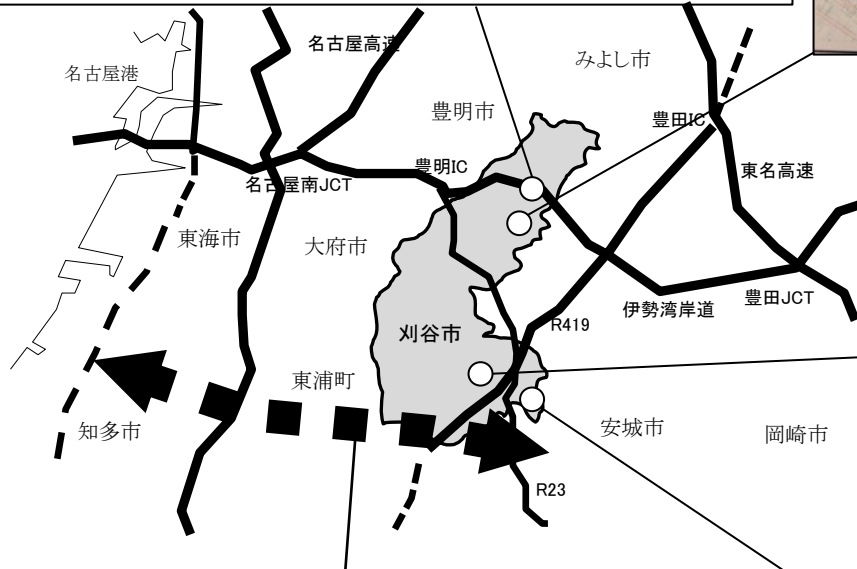 名古屋高速
みよし市
名古屋港
豊明市
豊田IC
豊明IC
東名高速
名古屋南JCT
東海市
大府市
豊田JCT
伊勢湾岸道
R419
刈谷市
東浦町
知多市
安城市
岡崎市
R23